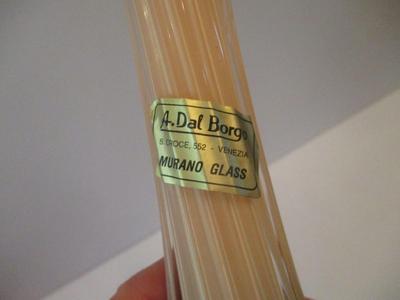 A. Dal Borgo
S. CROCE, 552 - VENEZIA
MURANO GLASS